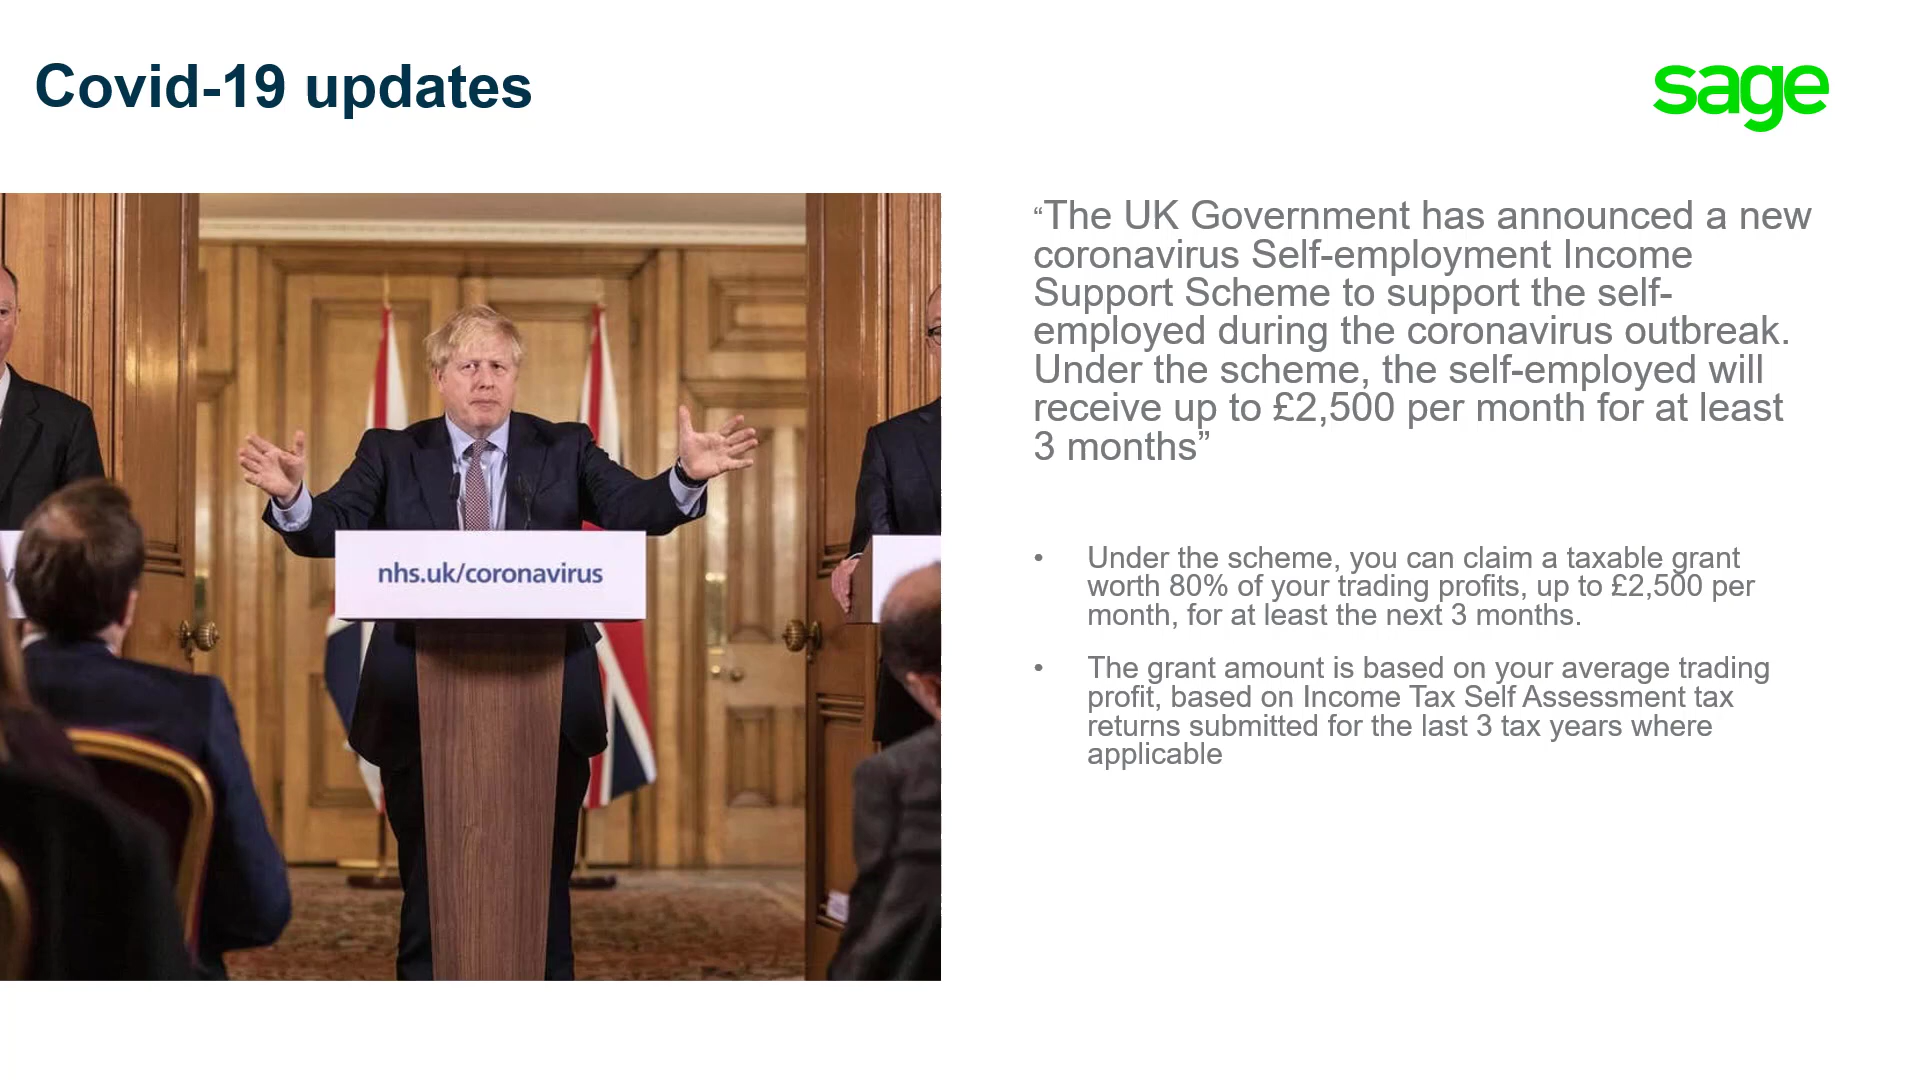 Covid-19 updates
sage
“The UK Government has announced a new
coronavirus Self-employment Income
Support Scheme to support the self-
employed during the coronavirus outbreak.
Under the scheme, the self-employed will
receive up to £2,500 per month for at least
3 months”
• Under the scheme, you can claim a taxable grant
worth 80% of your trading profits, up to £2,500 per
month, for at least the next 3 months.
• The grant amount is based on your average trading
profit, based on Income Tax Self Assessment tax
returns submitted for the last 3 tax years where
applicable
nhs.uk/coronavirus